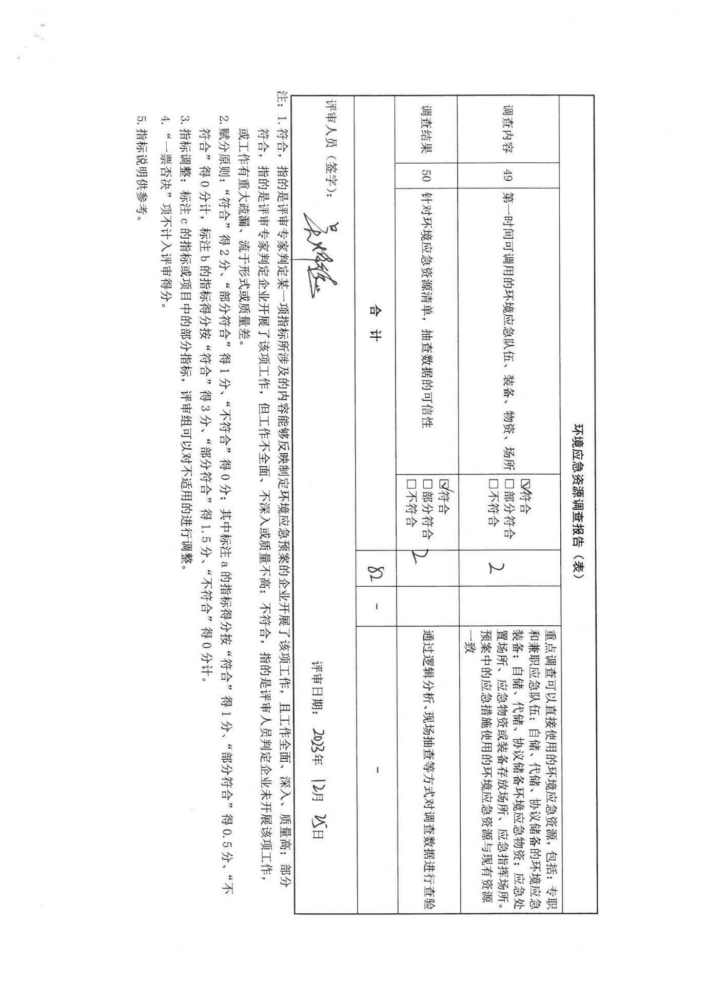 环境应急资源调查报告（表）
调查内容
49
第一时间可调用的环境应急队伍、装备、物资、场所
☑符合
□部分符合
□不符合
2
重点调查可以直接使用的环境应急资源，包括：专职
和兼职应急队伍；自储、代储、协议储备的环境应急
装备；自储、代储、协议储备环境应急物资；应急处
置场所、应急物资或装备存放场所、应急指挥场所。
预案中的应急措施使用的环境应急资源与现有资源
一致
调查结果
50
针对环境应急资源清单，抽查数据的可信性
☑符合
□部分符合
□不符合
2
通过逻辑分析、现场抽查等方式对调查数据进行查验
合 计
82
-
-
评审人员（签字）：
评审日期： 2023年 12月 25日
注：1. 符合，指的是评审专家判定某一项指标所涉及的内容能够反映制定环境应急预案的企业开展了该项工作，且工作全面、深入、质量高；部分
符合，指的是评审专家判定企业开展了该项工作，但工作不全面、不深入或质量不高；不符合，指的是评审人员判定企业未开展该项工作，
或工作有重大疏漏、流于形式或质量差。
2. 赋分原则：“符合”得2分、“部分符合”得1分、“不符合”得0分；其中标注a的指标得分按“符合”得1分、“部分符合”得0.5分、“不
符合”得0分计，标注b的指标得分按“符合”得3分、“部分符合”得1.5分、“不符合”得0分计。
3. 指标调整：标注c的指标或项目中的部分指标，评审组可以对不适用的进行调整。
4. “一票否决”项不计入评审得分。
5. 指标说明供参考。